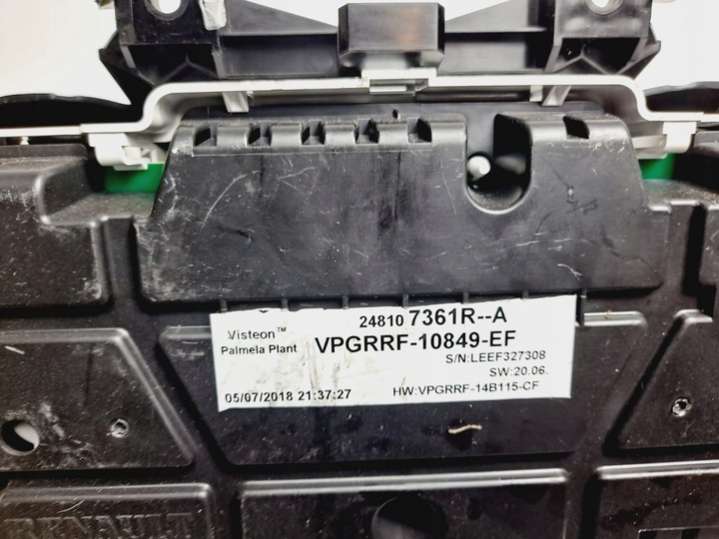 Visteon™
Palmela Plant
24810 7361R--A
VPGRRF-10849-EF
S/N:LEEF327308
SW:20.06.
05/07/2018 21:37:27
HW:VPGRRF-14B115-CF
RENAULT